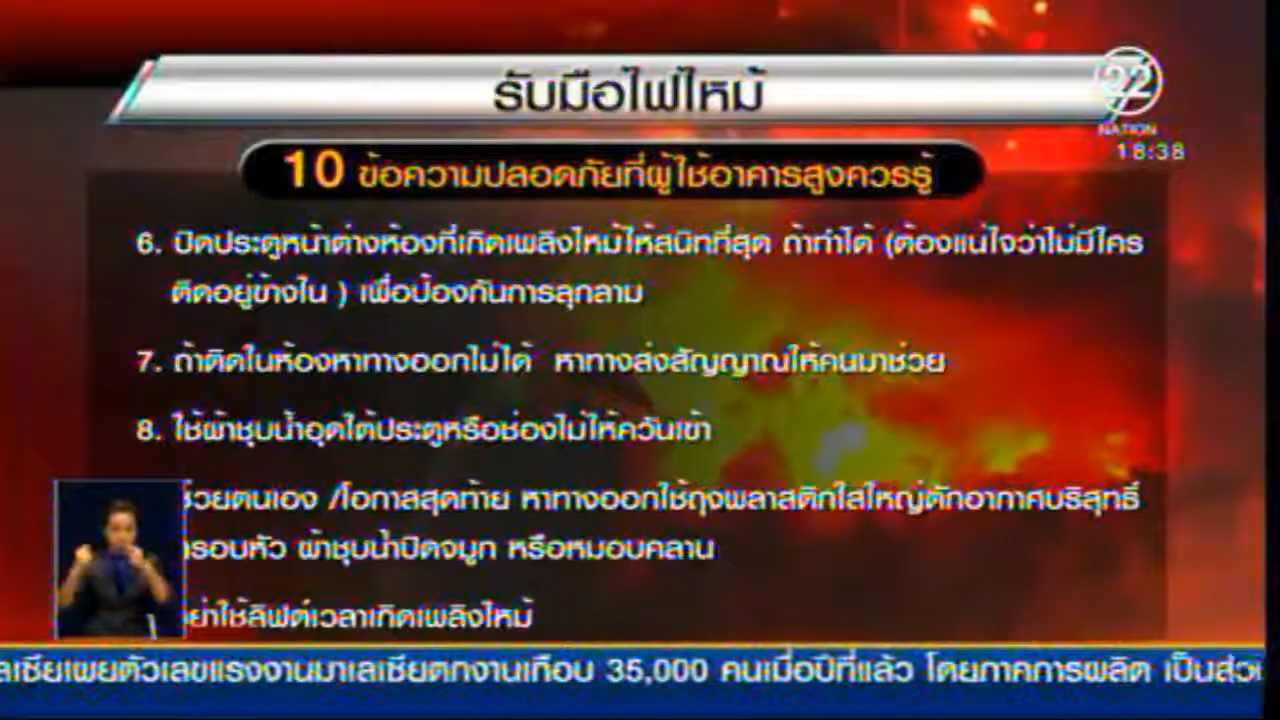 รับมือไฟไหม้
22
NATION
18:38
10 ข้อความปลอดภัยที่ผู้ใช้อาคารสูงควรรู้
6. ปิดประตูหน้าต่างห้องที่เกิดเพลิงไหม้ให้สนิทที่สุด ถ้าทำได้ (ต้องแน่ใจว่าไม่มีใคร
ติดอยู่ข้างใน ) เพื่อป้องกันการลุกลาม
7. ถ้าติดในห้องหาทางออกไม่ได้ หาทางส่งสัญญาณให้คนมาช่วย
8. ใช้ผ้าชุบน้ำอุดใต้ประตูหรือช่องไม่ให้ควันเข้า
ช่วยตนเอง /โอกาสสุดท้าย หาทางออกใช้ถุงพลาสติกใสใหญ่ตักอากาศบริสุทธิ์
ครอบหัว ผ้าชุบน้ำปิดจมูก หรือหมอบคลาน
อย่าใช้ลิฟต์เวลาเกิดเพลิงไหม้
ลเซียเผยตัวเลขแรงงานมาเลเซียตกงานเกือบ 35,000 คนเมื่อปีที่แล้ว โดยภาคการผลิต เป็นส่ว